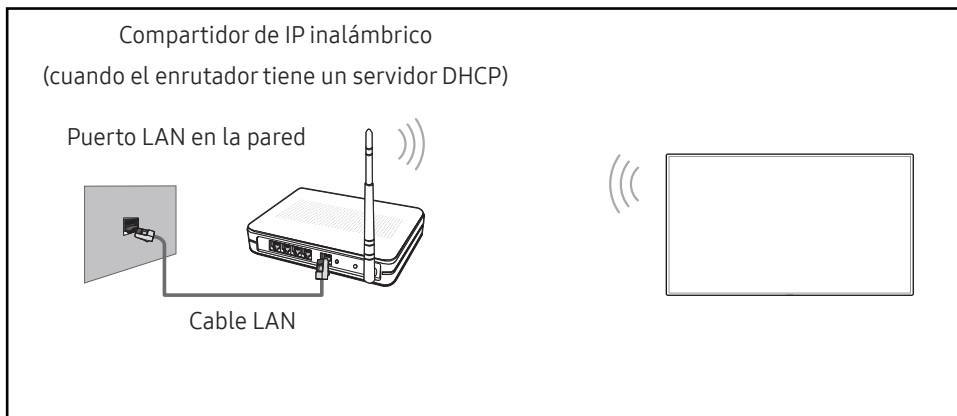 Compartidor de IP inalámbrico
(cuando el enrutador tiene un servidor DHCP)
Puerto LAN en la pared
Cable LAN